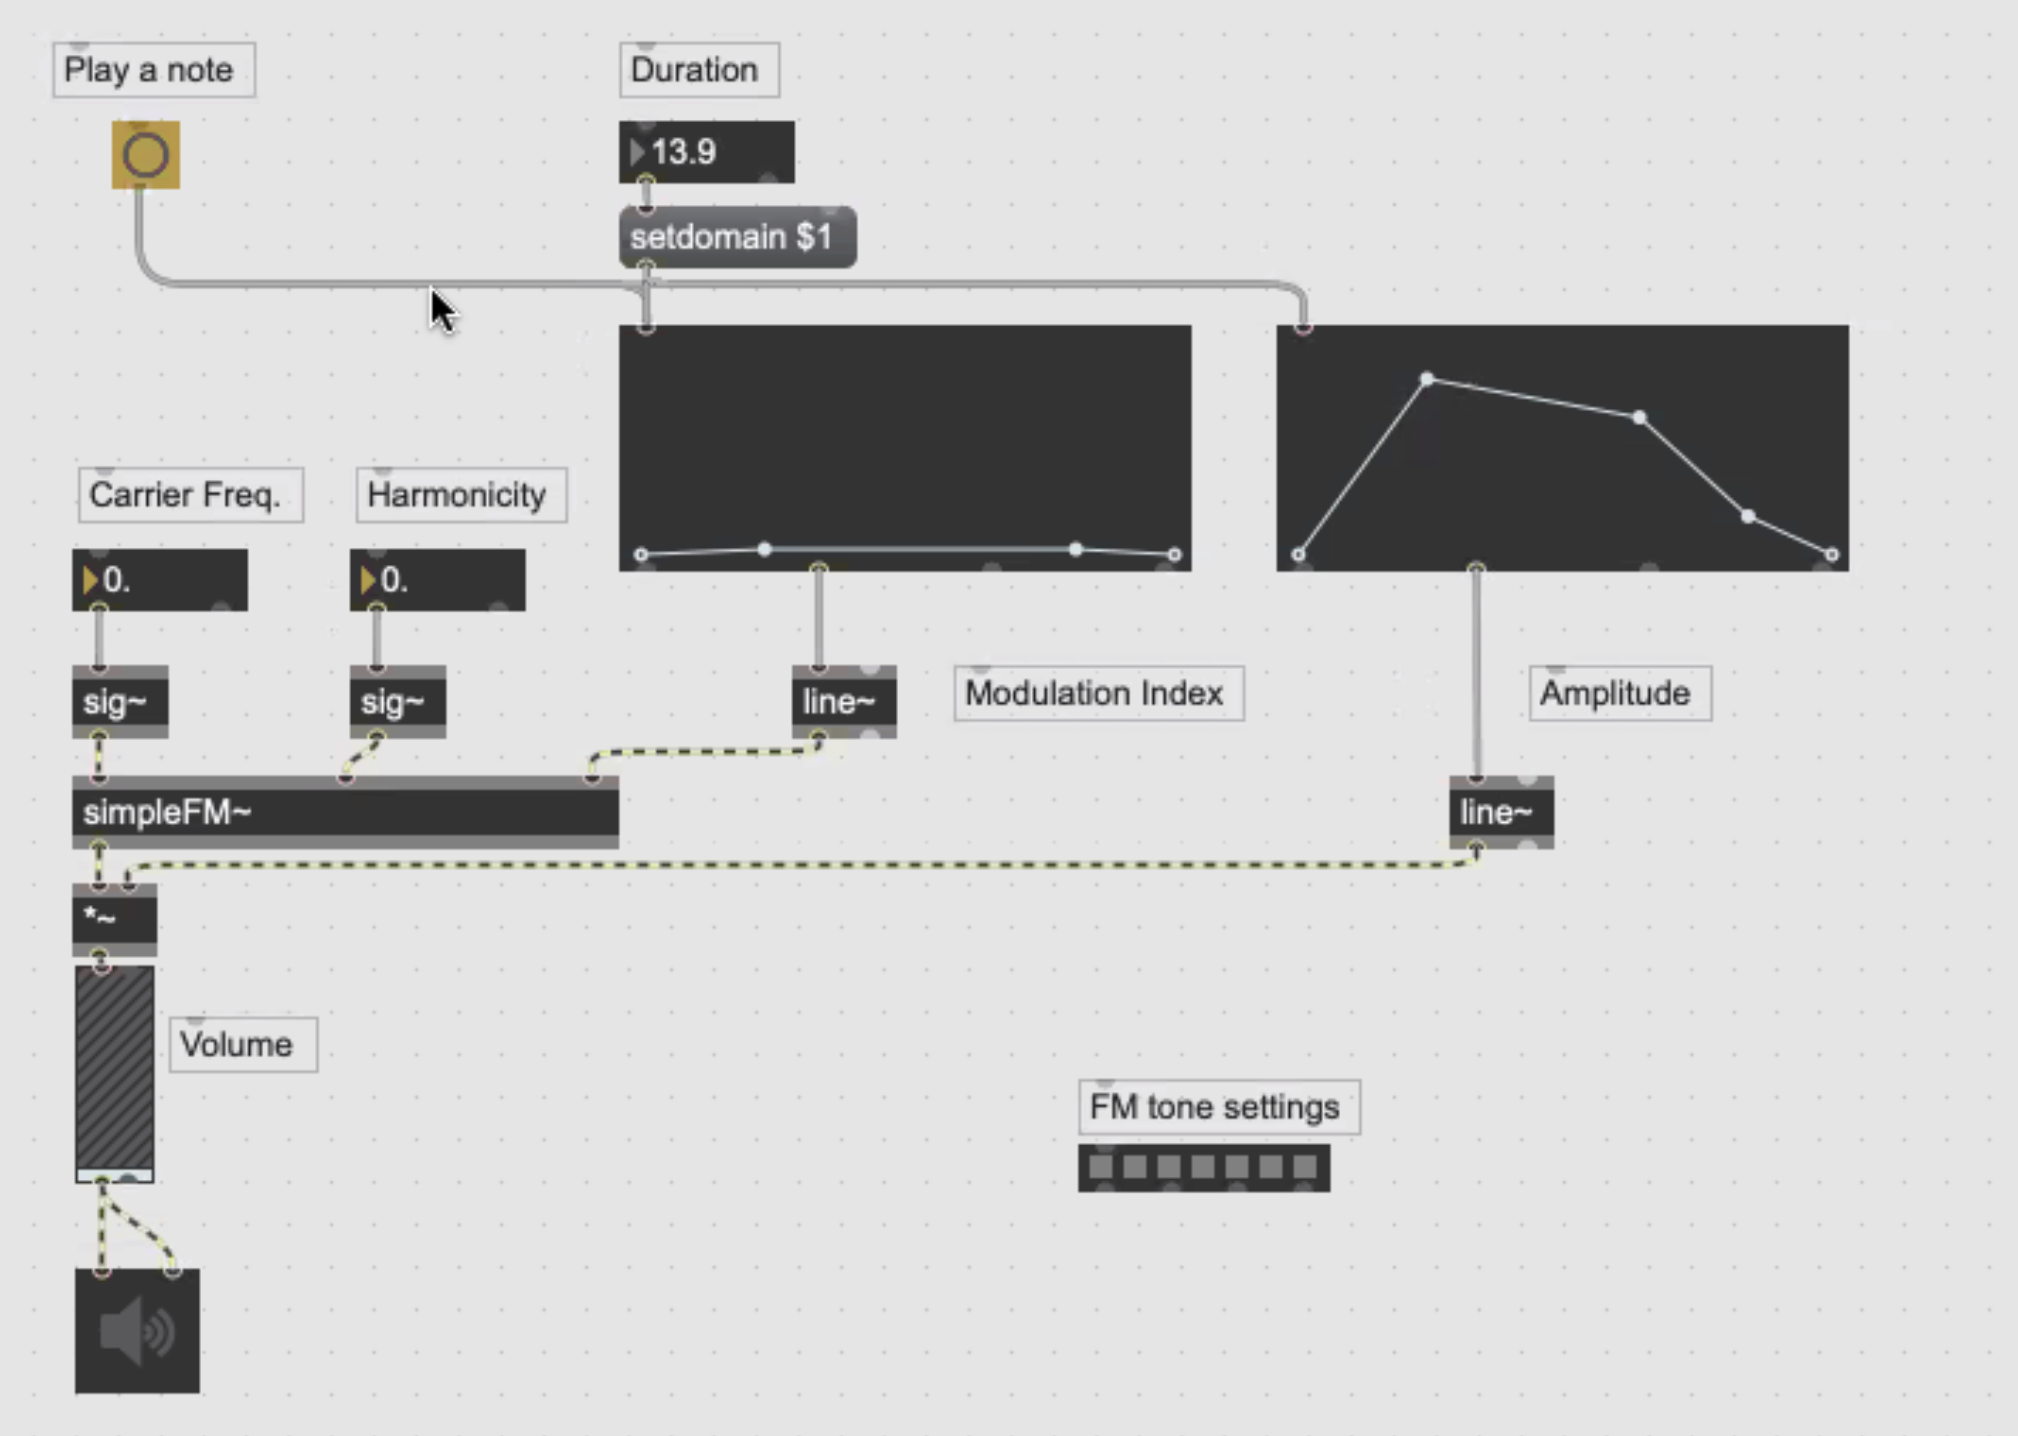 Play a note
Duration
13.9
setdomain $1
Carrier Freq.
Harmonicity
0.
0.
sig~
sig~
line~
Modulation Index
Amplitude
simpleFM~
line~
*~
Volume
FM tone settings